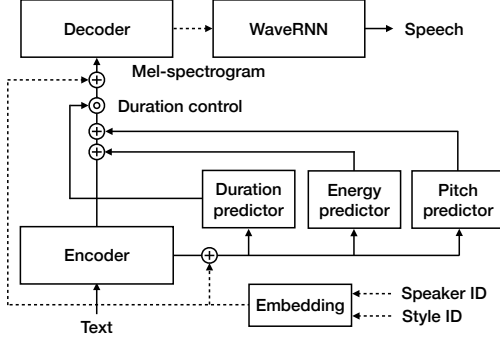 Decoder
WaveRNN
Speech
Mel-spectrogram
Duration control
Duration
predictor
Energy
predictor
Pitch
predictor
Encoder
Embedding
Speaker ID
Style ID
Text